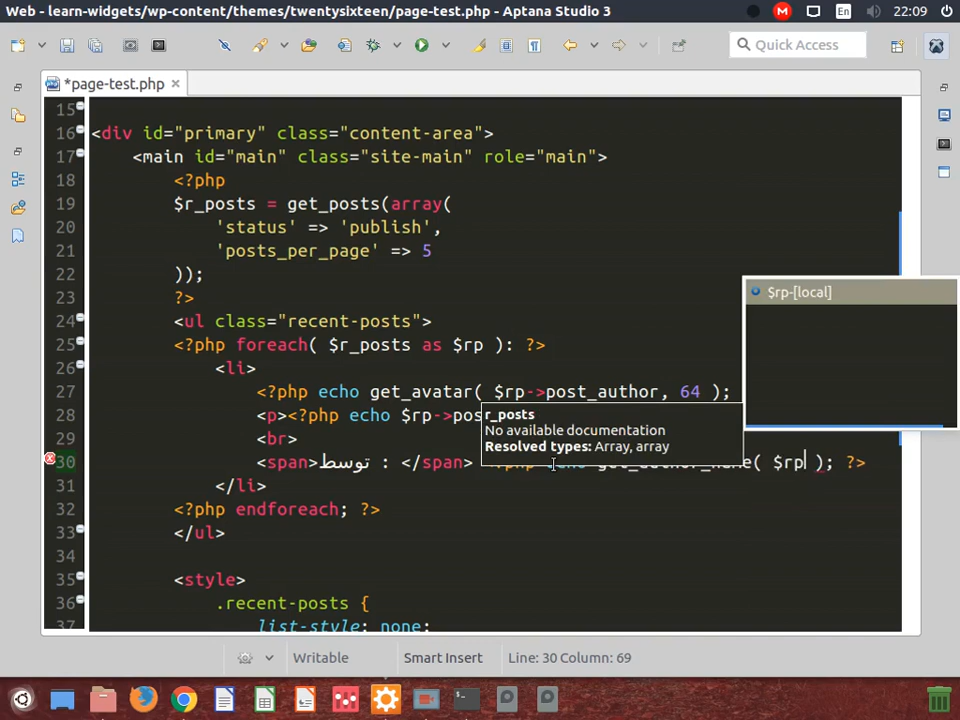 Web - learn-widgets/wp-content/themes/twentysixteen/page-test.php - Aptana Studio 3
M
En
22:09
Quick Access
*page-test.php
15
16 <div id="primary" class="content-area">
17 <main id="main" class="site-main" role="main">
18 <?php
19 $r_posts = get_posts(array(
20 'status' => 'publish',
21 'posts_per_page' => 5
22 ));
23 ?>
24 <ul class="recent-posts">
25 <?php foreach( $r_posts as $rp ): ?>
26 <li>
27 <?php echo get_avatar( $rp->post_author, 64 );
28 <p><?php echo $rp->pos
29 <br>
30 <span>توسط : </span> echo $rp ); ?>
31 </li>
32 <?php endforeach; ?>
33 </ul>
34
35 <style>
36 .recent-posts {
37 list-style: none;
r_posts
No available documentation
Resolved types: Array, array
$rp-[local]
Writable
Smart Insert
Line: 30 Column: 69